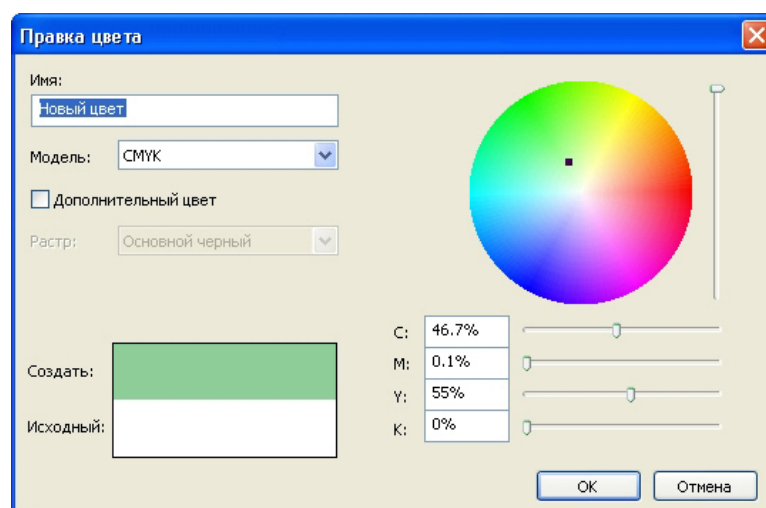 Правка цвета
Имя:
Новый цвет
Модель: CMYK
Дополнительный цвет
Растр: Основной черный
Создать:
Исходный:
C: 46.7%
M: 0.1%
Y: 55%
K: 0%
OK Отмена